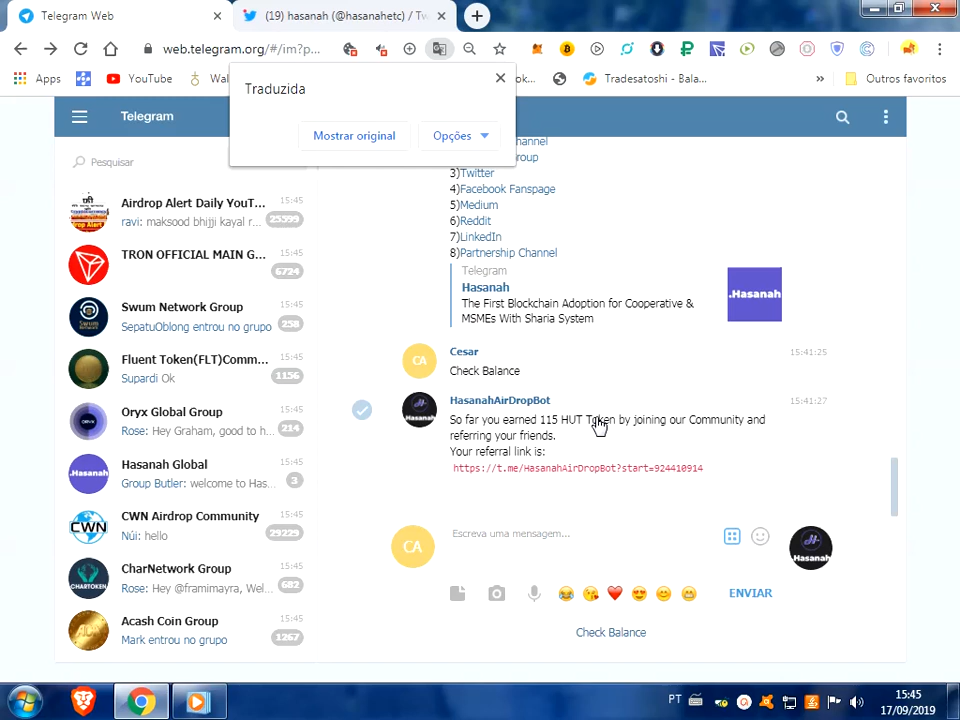 Telegram Web
(19) hasanah (@hasanahetc) / Tw
web.telegram.org/#/im?p...
Apps
YouTube
Wal
ok...
Tradesatoshi - Bala...
»
Outros favoritos
Traduzida
Mostrar original
Opções
Telegram
Pesquisar
Airdrop Alert Daily YouT...
15:45
ravi: maksood bhijji kayal r...
25399
TRON OFFICIAL MAIN G...
15:45
6724
Swum Network Group
15:45
SepatuOblong entrou no grupo
258
Fluent Token(FLT)Comm...
15:45
Supardi Ok
1156
Oryx Global Group
15:45
Rose: Hey Graham, good to h...
214
Hasanah Global
15:45
Group Butler: welcome to Has...
3
CWN Airdrop Community
15:45
Núi: hello
29229
CharNetwork Group
15:45
Rose: Hey @framimayra, Wel...
682
Acash Coin Group
15:45
Mark entrou no grupo
1267
hannel
roup
3)Twitter
4)Facebook Fanspage
5)Medium
6)Reddit
7)LinkedIn
8)Partnership Channel
Telegram
Hasanah
The First Blockchain Adoption for Cooperative &
MSMEs With Sharia System
.Hasanah
CA
Cesar
15:41:25
Check Balance
HasanahAirDropBot
15:41:27
So far you earned 115 HUT Token by joining our Community and
referring your friends.
Your referral link is:
https://t.me/HasanahAirDropBot?start=924410914
CA
Escreva uma mensagem...
Hasanah
ENVIAR
Check Balance
PT
15:45
17/09/2019